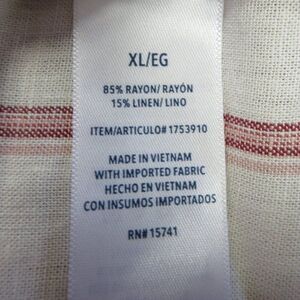 XL/EG
85% RAYON/ RAYÓN
15% LINEN/ LINO
ITEM/ARTICULO# 1753910
MADE IN VIETNAM
WITH IMPORTED FABRIC
HECHO EN VIETNAM
CON INSUMOS IMPORTADOS
RN# 15741